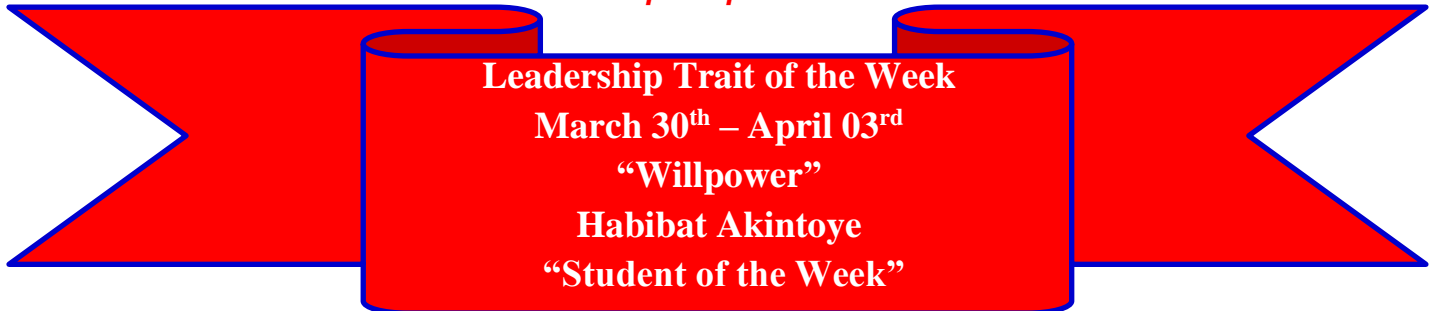 Leadership Trait of the Week
March 30th – April 03rd
“Willpower”
Habibat Akintoye
“Student of the Week”